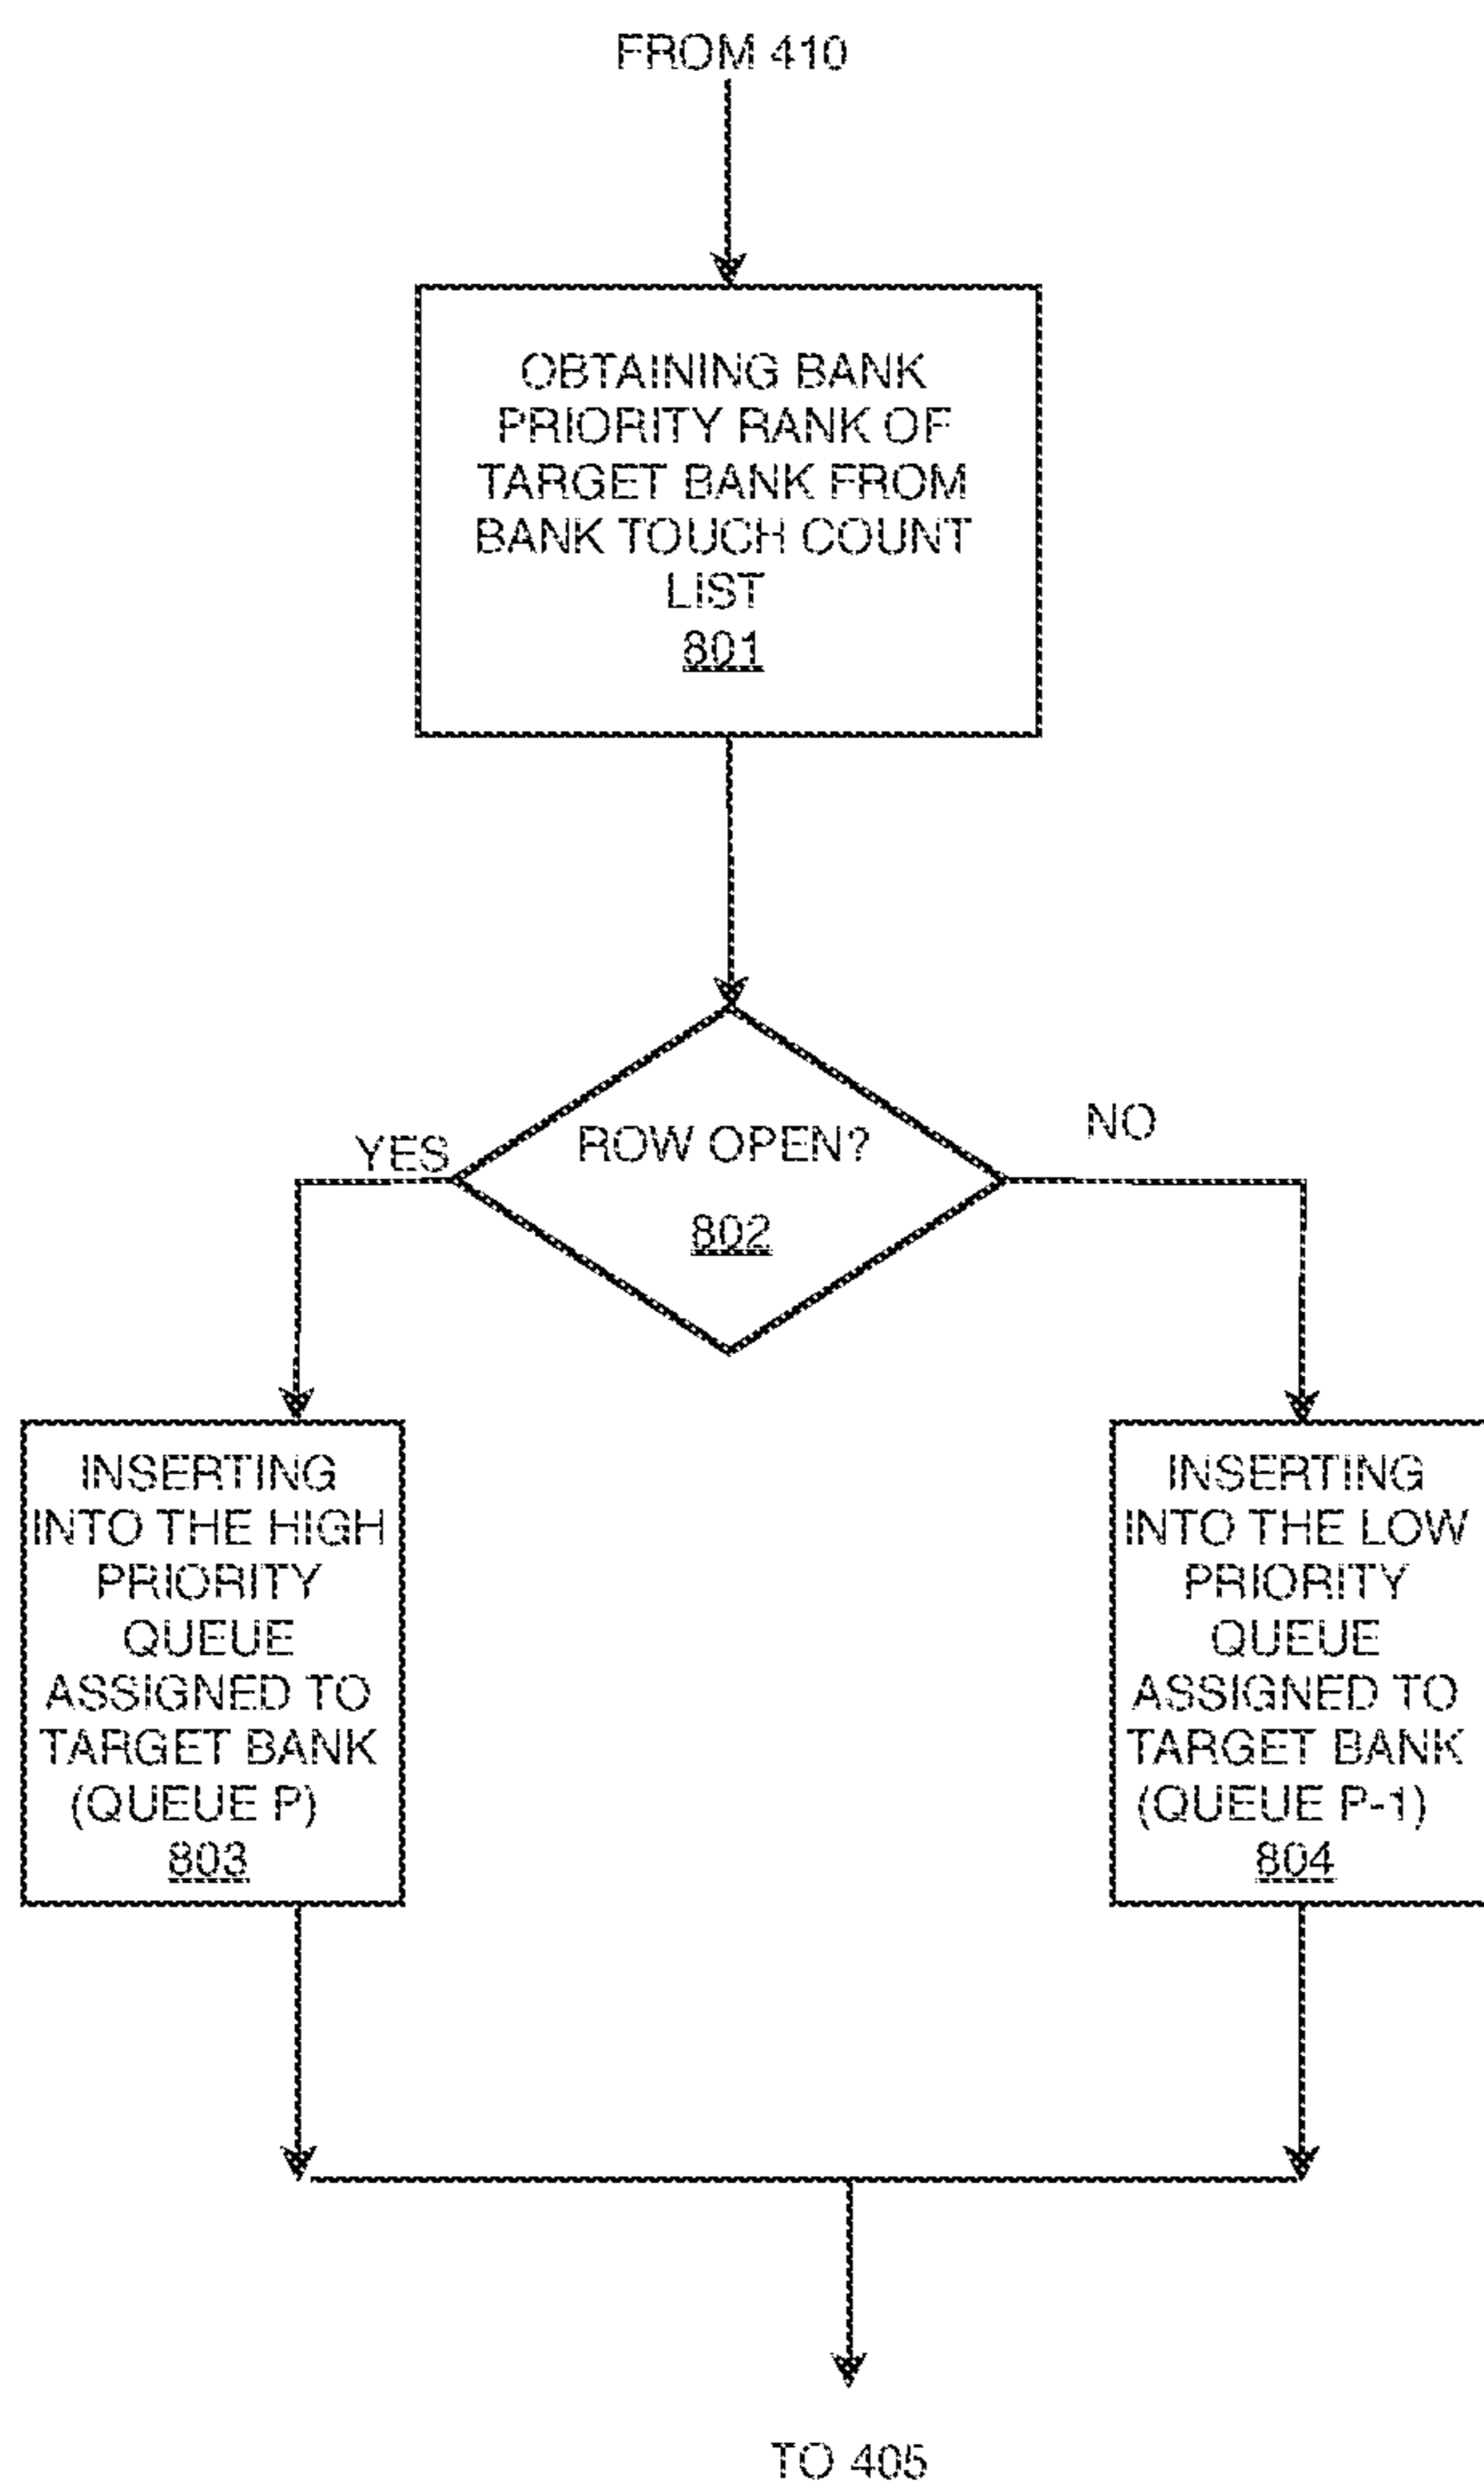 FROM 410
OBTAINING BANK
PRIORITY RANK OF
TARGET BANK FROM
BANK TOUCH COUNT
LIST
801
YES
ROW OPEN?
NO
802
INSERTING
INTO THE HIGH
PRIORITY
QUEUE
ASSIGNED TO
TARGET BANK
(QUEUE P)
803
INSERTING
INTO THE LOW
PRIORITY
QUEUE
ASSIGNED TO
TARGET BANK
(QUEUE P-1)
804
TO 405